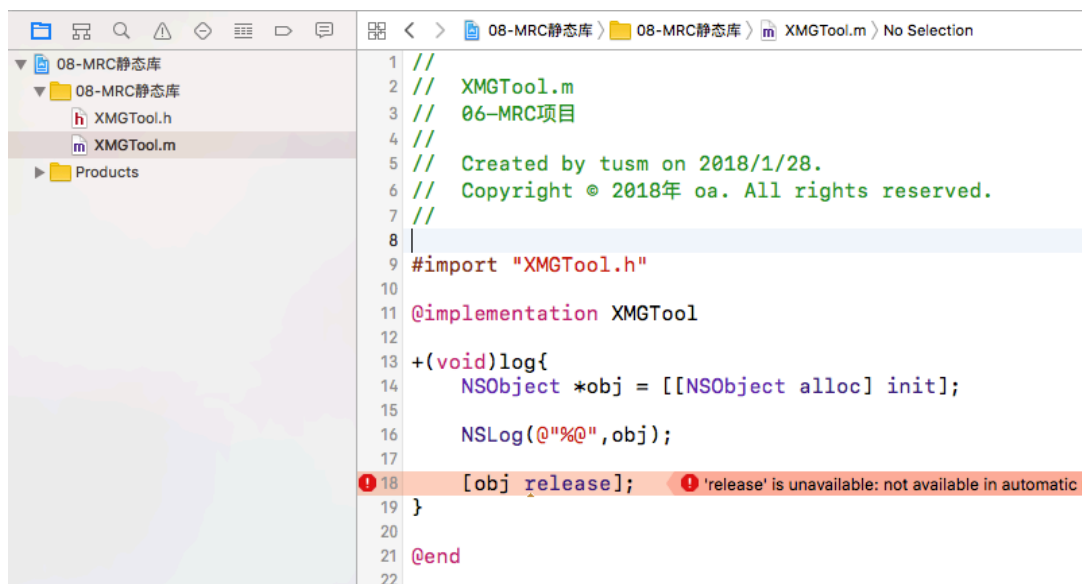 08-MRC静态库 〉 08-MRC静态库 〉 m XMGTool.m 〉 No Selection
08-MRC静态库
08-MRC静态库
h XMGTool.h
m XMGTool.m
Products
1 //
2 //  XMGTool.m
3 //  06-MRC项目
4 //
5 //  Created by tusm on 2018/1/28.
6 //  Copyright © 2018年 oa. All rights reserved.
7 //
8
9 #import "XMGTool.h"
10
11 @implementation XMGTool
12
13 +(void)log{
14     NSObject *obj = [[NSObject alloc] init];
15
16     NSLog(@"%@",obj);
17
18     [obj release]; 'release' is unavailable: not available in automatic
19 }
20
21 @end
22